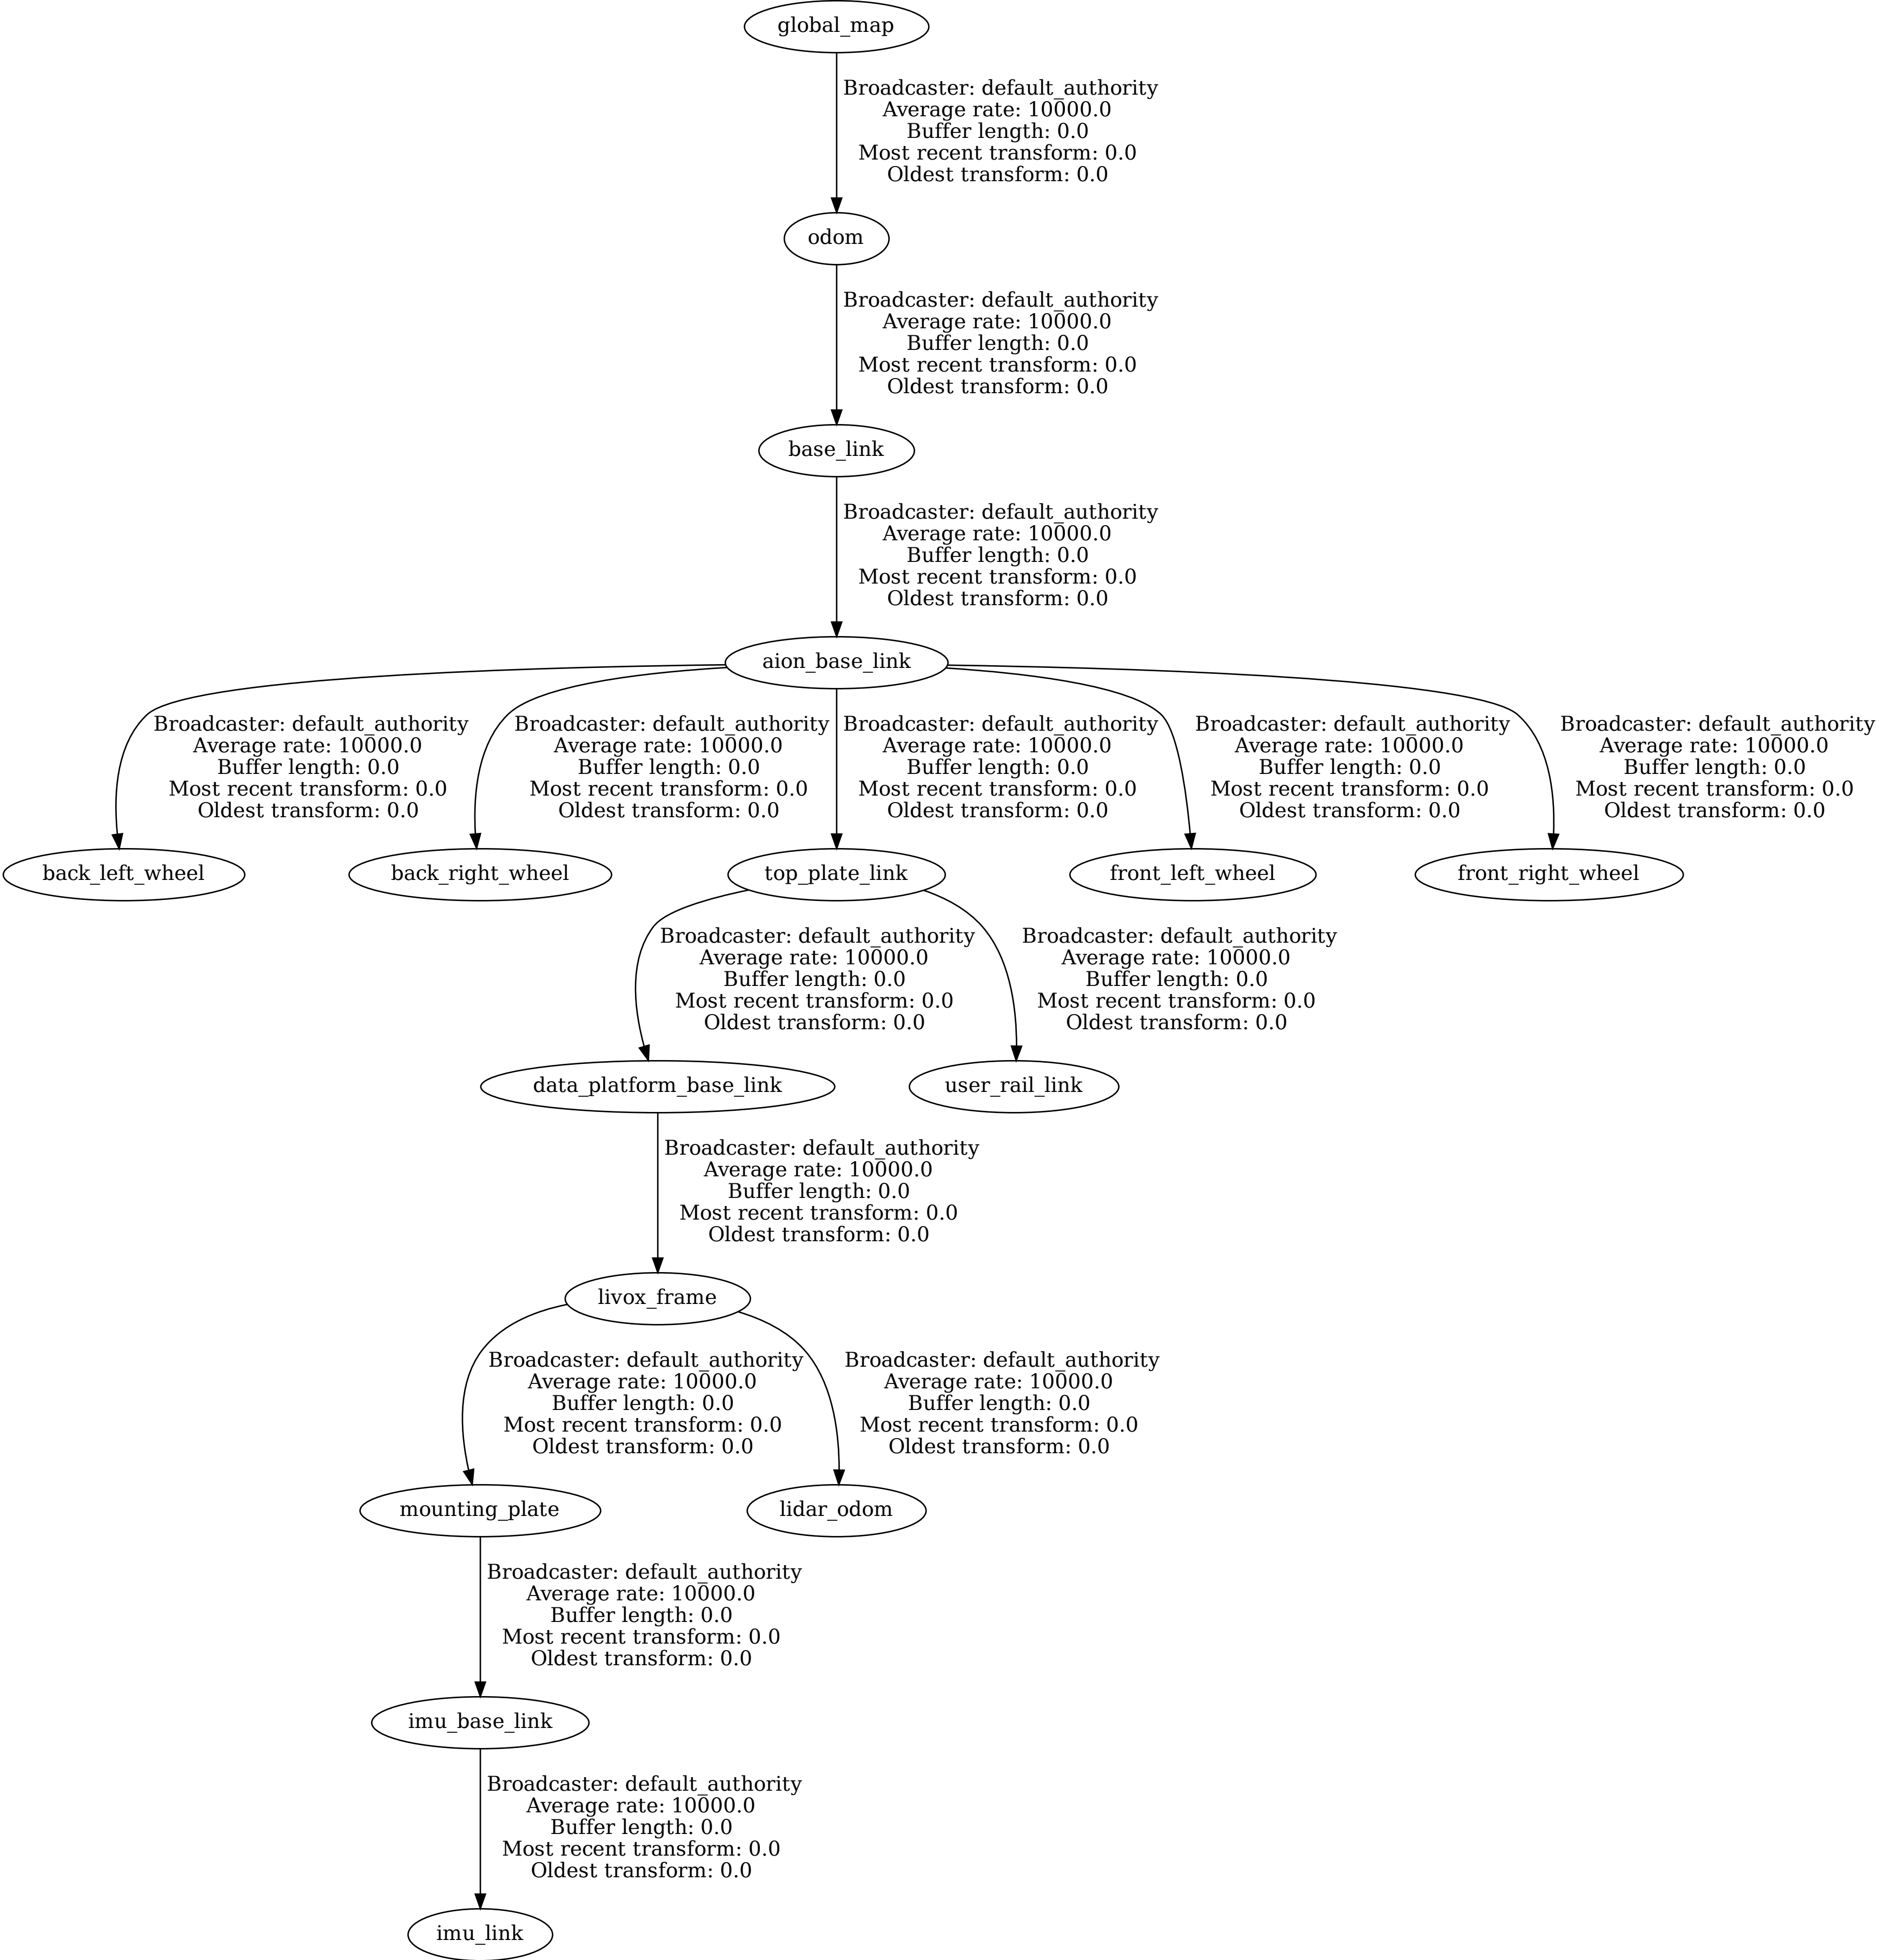 global_map
Broadcaster: default_authority
Average rate: 10000.0
Buffer length: 0.0
Most recent transform: 0.0
Oldest transform: 0.0
odom
Broadcaster: default_authority
Average rate: 10000.0
Buffer length: 0.0
Most recent transform: 0.0
Oldest transform: 0.0
base_link
Broadcaster: default_authority
Average rate: 10000.0
Buffer length: 0.0
Most recent transform: 0.0
Oldest transform: 0.0
aion_base_link
Broadcaster: default_authority
Average rate: 10000.0
Buffer length: 0.0
Most recent transform: 0.0
Oldest transform: 0.0
Broadcaster: default_authority
Average rate: 10000.0
Buffer length: 0.0
Most recent transform: 0.0
Oldest transform: 0.0
Broadcaster: default_authority
Average rate: 10000.0
Buffer length: 0.0
Most recent transform: 0.0
Oldest transform: 0.0
Broadcaster: default_authority
Average rate: 10000.0
Buffer length: 0.0
Most recent transform: 0.0
Oldest transform: 0.0
Broadcaster: default_authority
Average rate: 10000.0
Buffer length: 0.0
Most recent transform: 0.0
Oldest transform: 0.0
back_left_wheel
back_right_wheel
top_plate_link
front_left_wheel
front_right_wheel
Broadcaster: default_authority
Average rate: 10000.0
Buffer length: 0.0
Most recent transform: 0.0
Oldest transform: 0.0
Broadcaster: default_authority
Average rate: 10000.0
Buffer length: 0.0
Most recent transform: 0.0
Oldest transform: 0.0
data_platform_base_link
user_rail_link
Broadcaster: default_authority
Average rate: 10000.0
Buffer length: 0.0
Most recent transform: 0.0
Oldest transform: 0.0
livox_frame
Broadcaster: default_authority
Average rate: 10000.0
Buffer length: 0.0
Most recent transform: 0.0
Oldest transform: 0.0
Broadcaster: default_authority
Average rate: 10000.0
Buffer length: 0.0
Most recent transform: 0.0
Oldest transform: 0.0
mounting_plate
lidar_odom
Broadcaster: default_authority
Average rate: 10000.0
Buffer length: 0.0
Most recent transform: 0.0
Oldest transform: 0.0
imu_base_link
Broadcaster: default_authority
Average rate: 10000.0
Buffer length: 0.0
Most recent transform: 0.0
Oldest transform: 0.0
imu_link